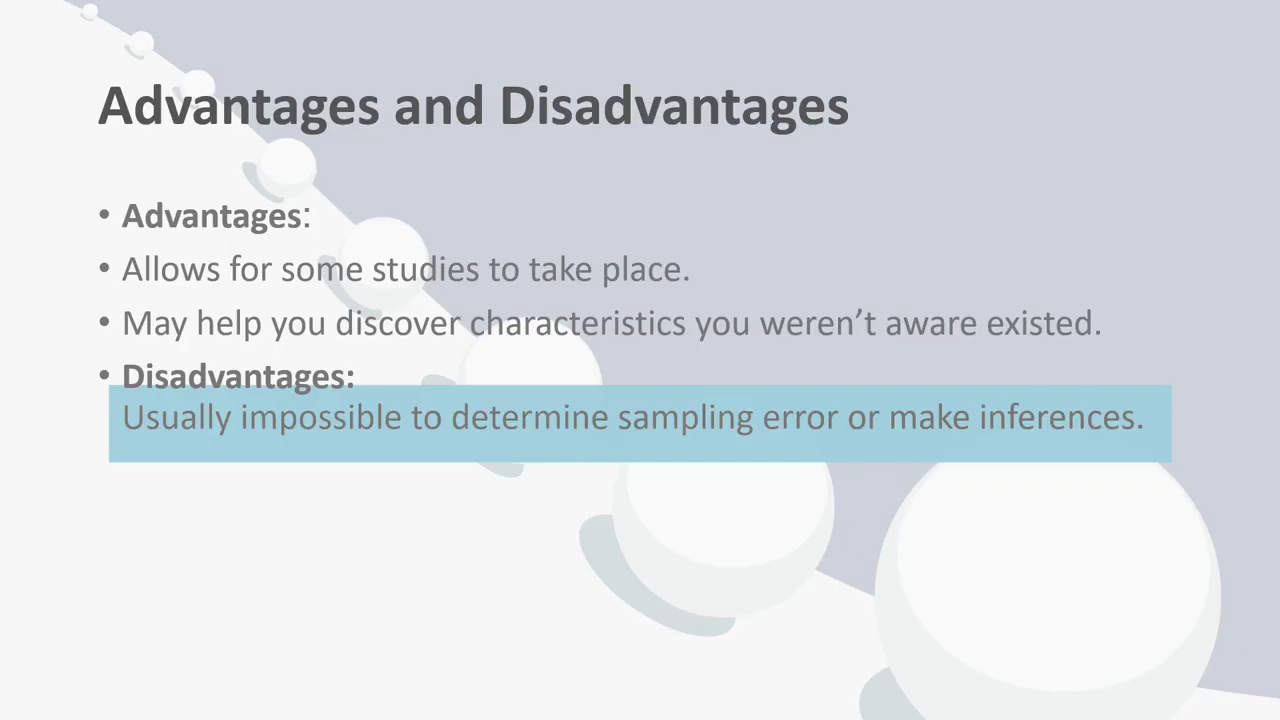 Advantages and Disadvantages
• Advantages:
• Allows for some studies to take place.
• May help you discover characteristics you weren’t aware existed.
• Disadvantages:
Usually impossible to determine sampling error or make inferences.